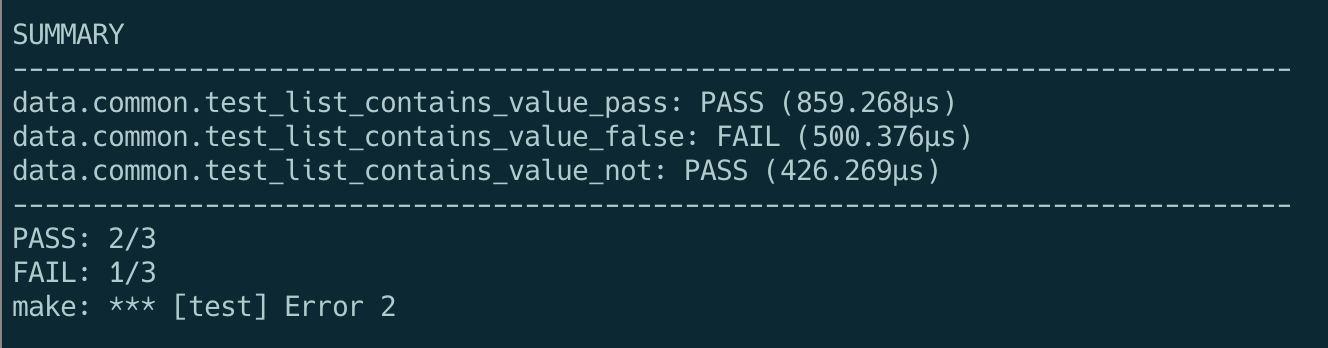 SUMMARY
--------------------------------------------------------------------------------
data.common.test_list_contains_value_pass: PASS (859.268µs)
data.common.test_list_contains_value_false: FAIL (500.376µs)
data.common.test_list_contains_value_not: PASS (426.269µs)
--------------------------------------------------------------------------------
PASS: 2/3
FAIL: 1/3
make: *** [test] Error 2